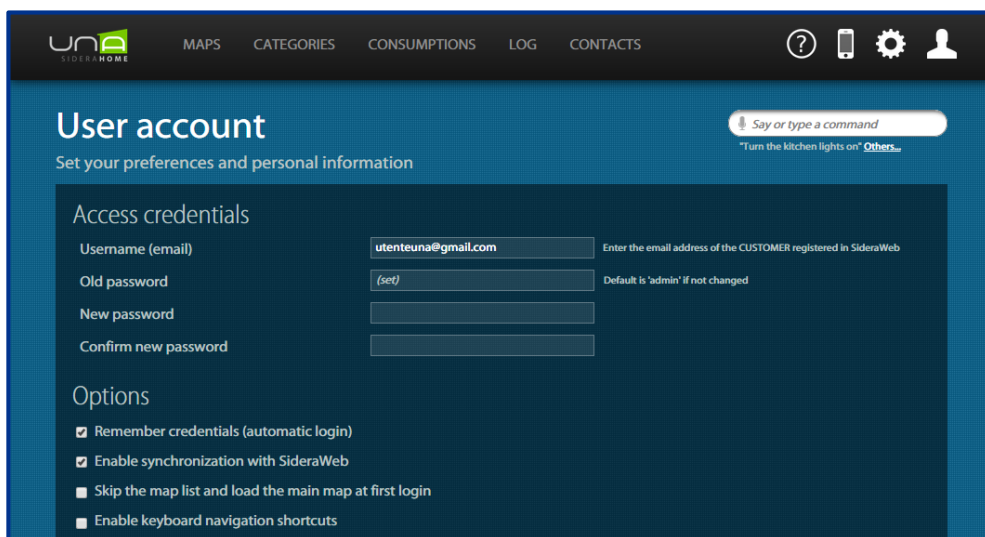 UNA
SIDERAHOME
MAPS CATEGORIES CONSUMPTIONS LOG CONTACTS
?
User account
Say or type a command
"Turn the kitchen lights on" Others...
Set your preferences and personal information
Access credentials
Username (email) utenteuna@gmail.com Enter the email address of the CUSTOMER registered in SideraWeb
Old password (set) Default is 'admin' if not changed
New password
Confirm new password
Options
Remember credentials (automatic login)
Enable synchronization with SideraWeb
Skip the map list and load the main map at first login
Enable keyboard navigation shortcuts